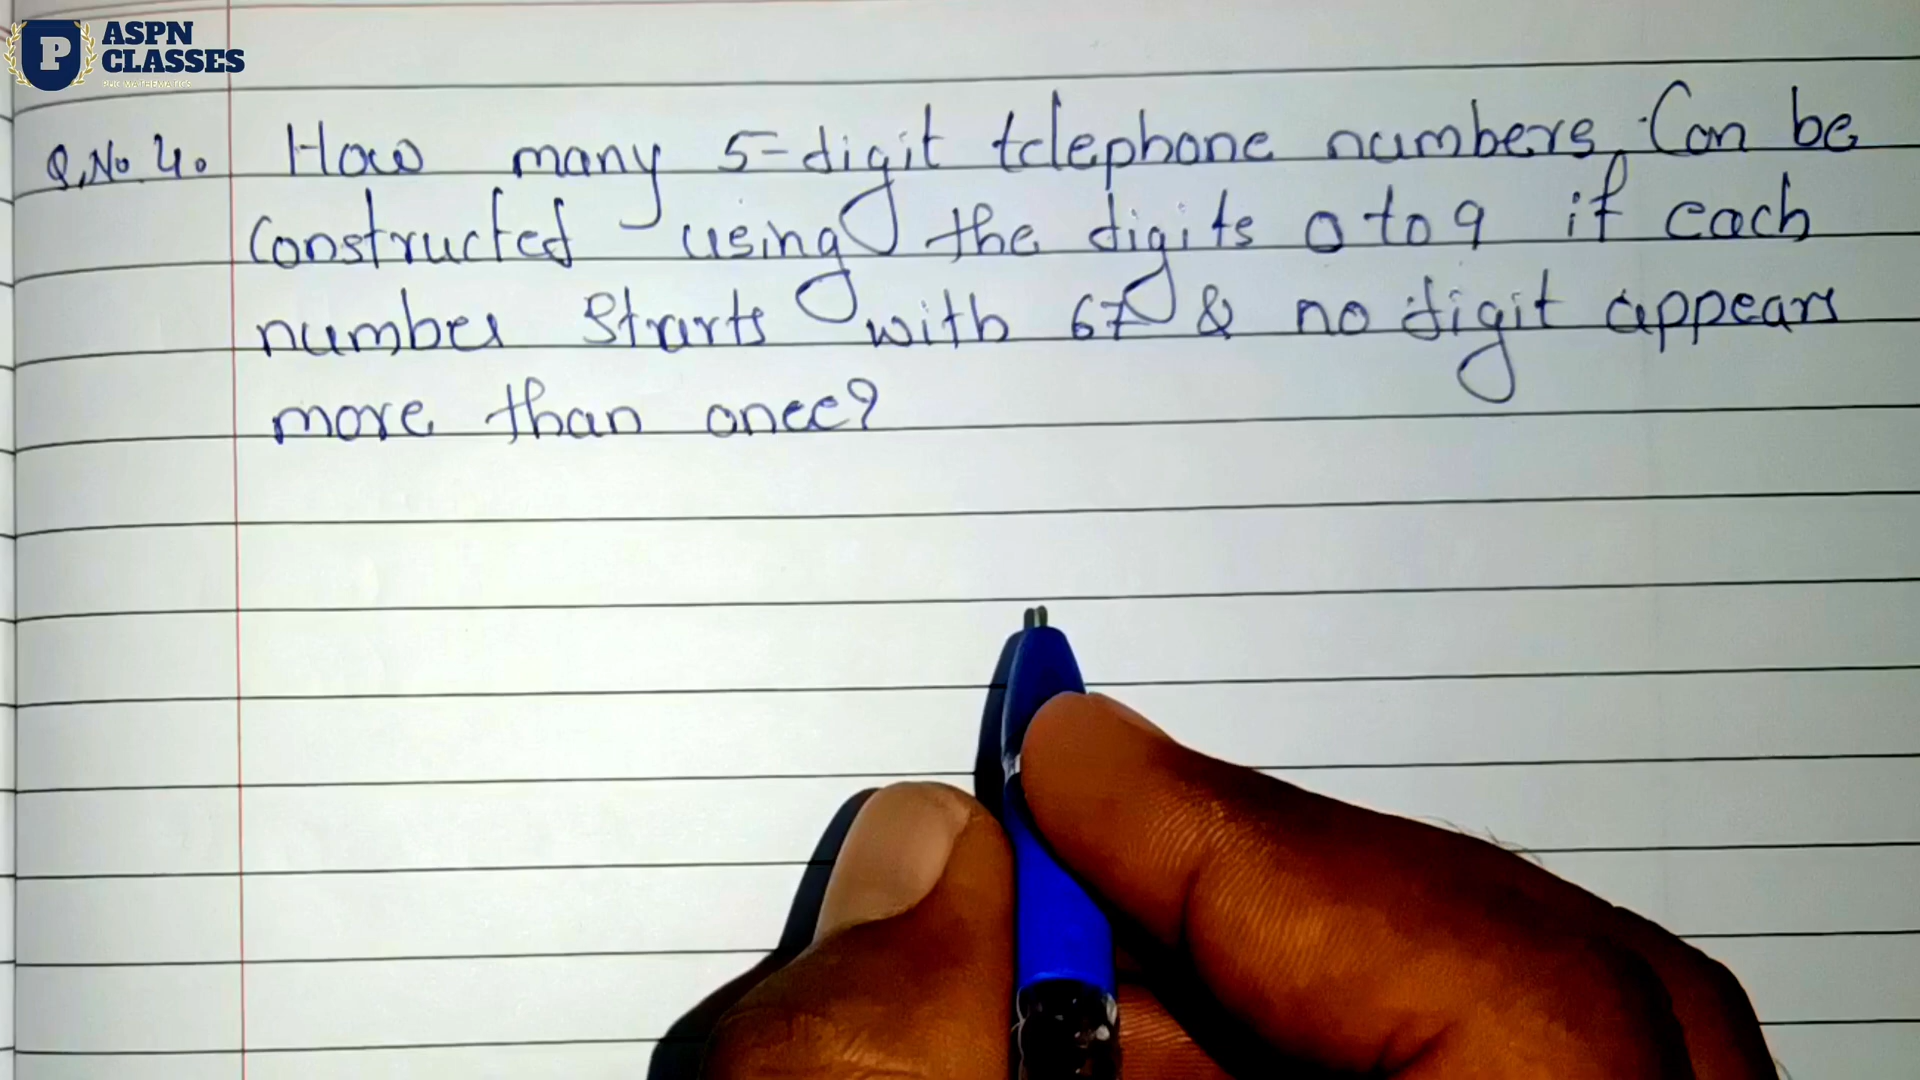 P ASPN
CLASSES
Q.No 4. How many 5-digit telephone numbers Can be
Constructed using the digits 0 to 9 if each
number Starts with 67 & no digit appears
more than once?